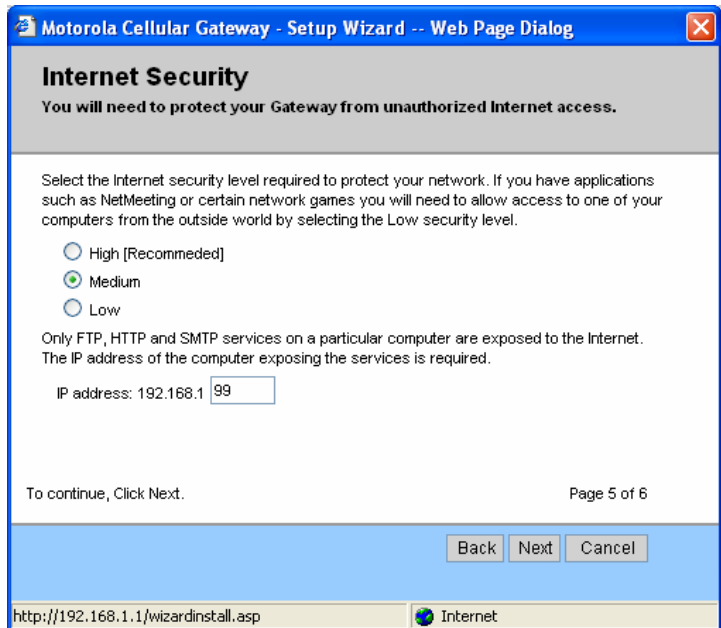 Motorola Cellular Gateway - Setup Wizard -- Web Page Dialog
Internet Security
You will need to protect your Gateway from unauthorized Internet access.
Select the Internet security level required to protect your network. If you have applications
such as NetMeeting or certain network games you will need to allow access to one of your
computers from the outside world by selecting the Low security level.
High [Recommeded]
Medium
Low
Only FTP, HTTP and SMTP services on a particular computer are exposed to the Internet.
The IP address of the computer exposing the services is required.
IP address: 192.168.1 99
To continue, Click Next. Page 5 of 6
Back Next Cancel
http://192.168.1.1/wizardinstall.asp Internet